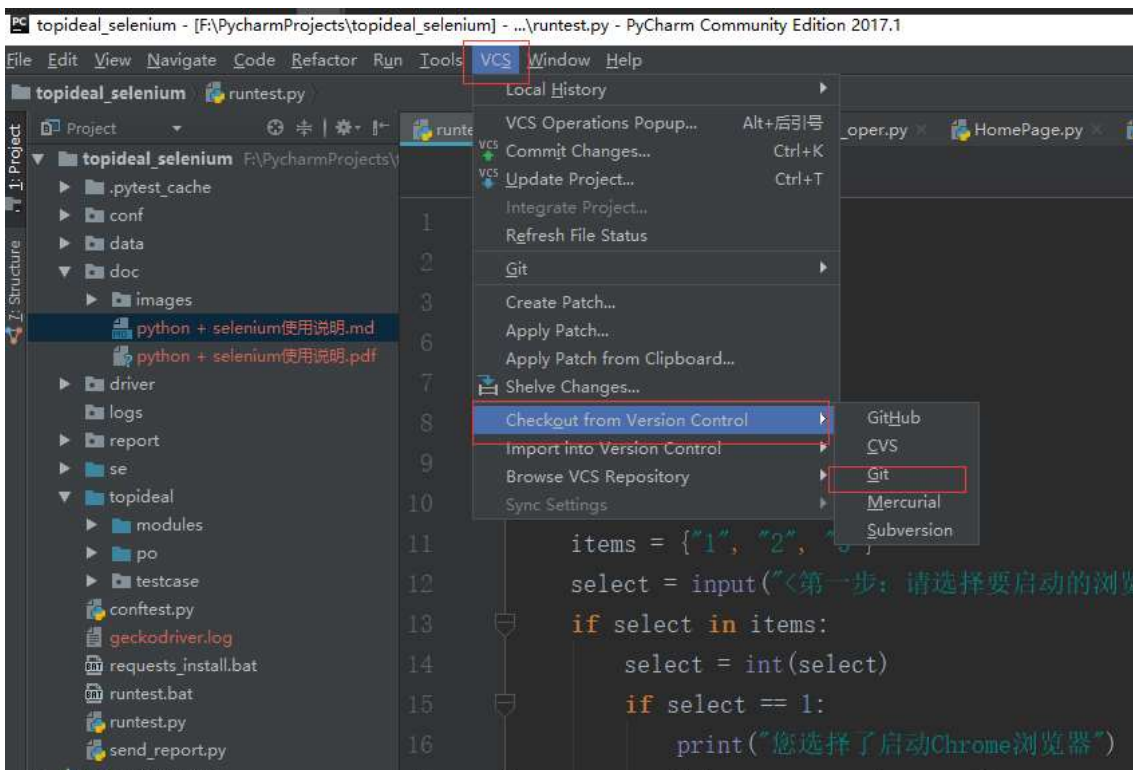 topideal_selenium - [F:\PycharmProjects\topideal_selenium] - ...\runtest.py - PyCharm Community Edition 2017.1
File Edit View Navigate Code Refactor Run Tools VCS Window Help
topideal_selenium runtest.py
1: Project
7: Structure
Project
topideal_selenium F:\PycharmProjects\
.pytest_cache
conf
data
doc
images
python + selenium使用说明.md
python + selenium使用说明.pdf
driver
logs
report
se
topideal
modules
po
testcase
conftest.py
geckodriver.log
requests_install.bat
runtest.bat
runtest.py
send_report.py
Local History
VCS Operations Popup... Alt+后引号
Commit Changes... Ctrl+K
Update Project... Ctrl+T
Integrate Project...
Refresh File Status
Git
Create Patch...
Apply Patch...
Apply Patch from Clipboard...
Shelve Changes...
Checkout from Version Control
Import into Version Control
Browse VCS Repository
Sync Settings
GitHub
CVS
Git
Mercurial
Subversion
runte
_oper.py HomePage.py
1
2
3
6
7
8
9
10
11 items = {"1", "2", "3"}
12 select = input("<第一步: 请选择要启动的浏览
13 if select in items:
14 select = int(select)
15 if select == 1:
16 print("您选择了启动Chrome浏览器")